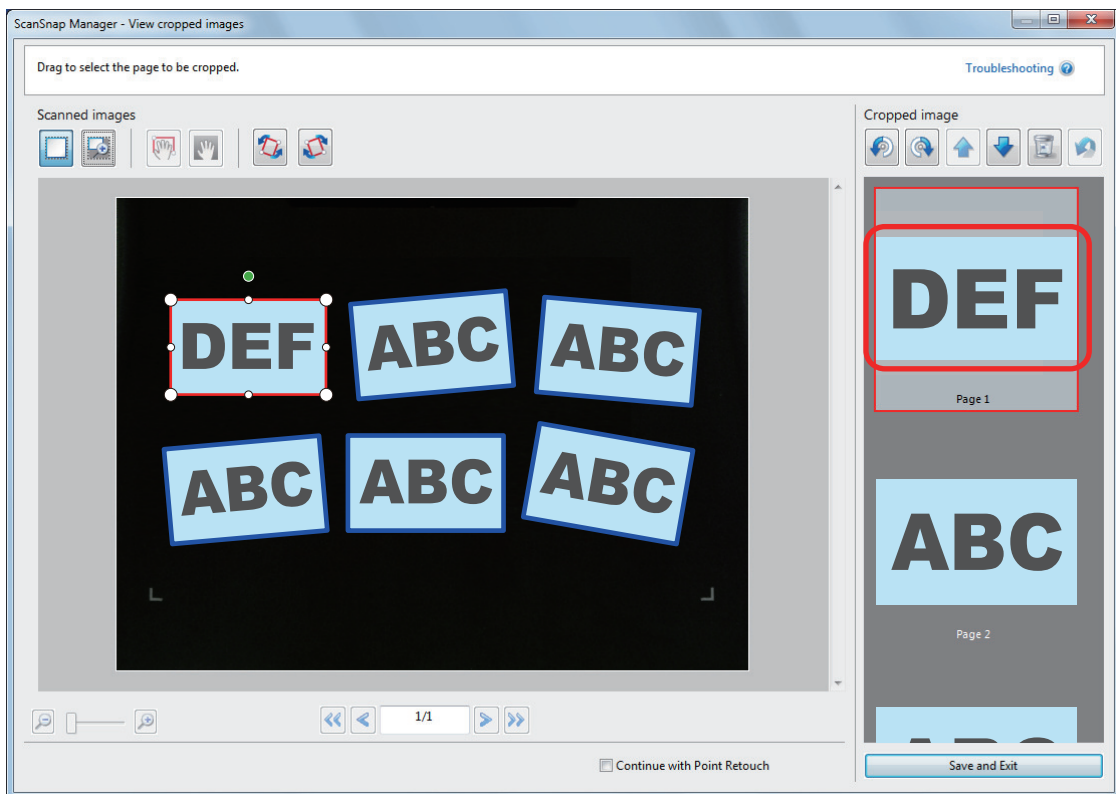 ScanSnap Manager - View cropped images
Drag to select the page to be cropped.
Troubleshooting
Scanned images
Cropped image
DEF
ABC
ABC
ABC
ABC
ABC
DEF
Page 1
ABC
Page 2
ABC
1/1
Continue with Point Retouch
Save and Exit